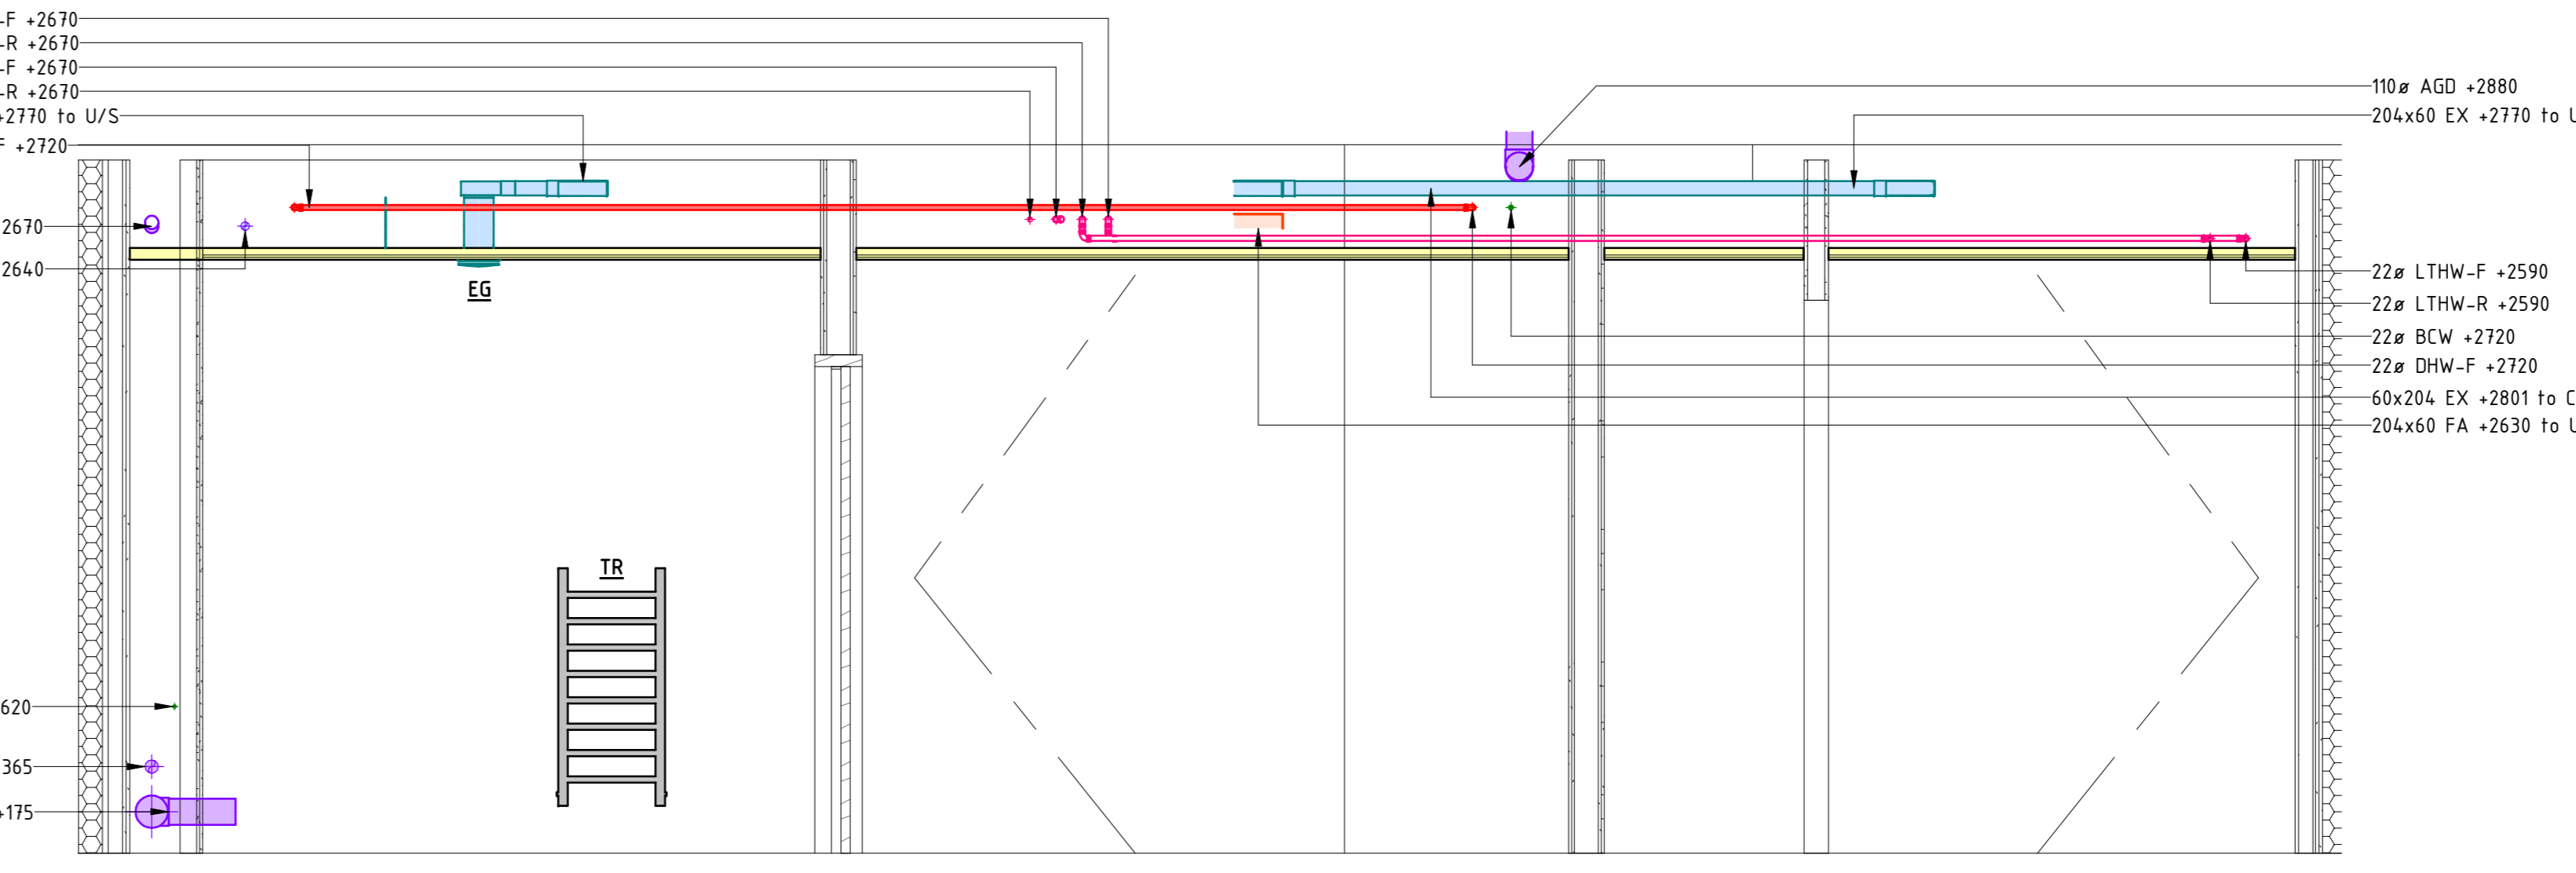 -F +2670
-R +2670
-F +2670
-R +2670
+2770 to U/S
F +2720
2670
2640
620
365
+175
EG
TR
110ø AGD +2880
204x60 EX +2770 to U
22ø LTHW-F +2590
22ø LTHW-R +2590
22ø BCW +2720
22ø DHW-F +2720
60x204 EX +2801 to C
204x60 FA +2630 to U